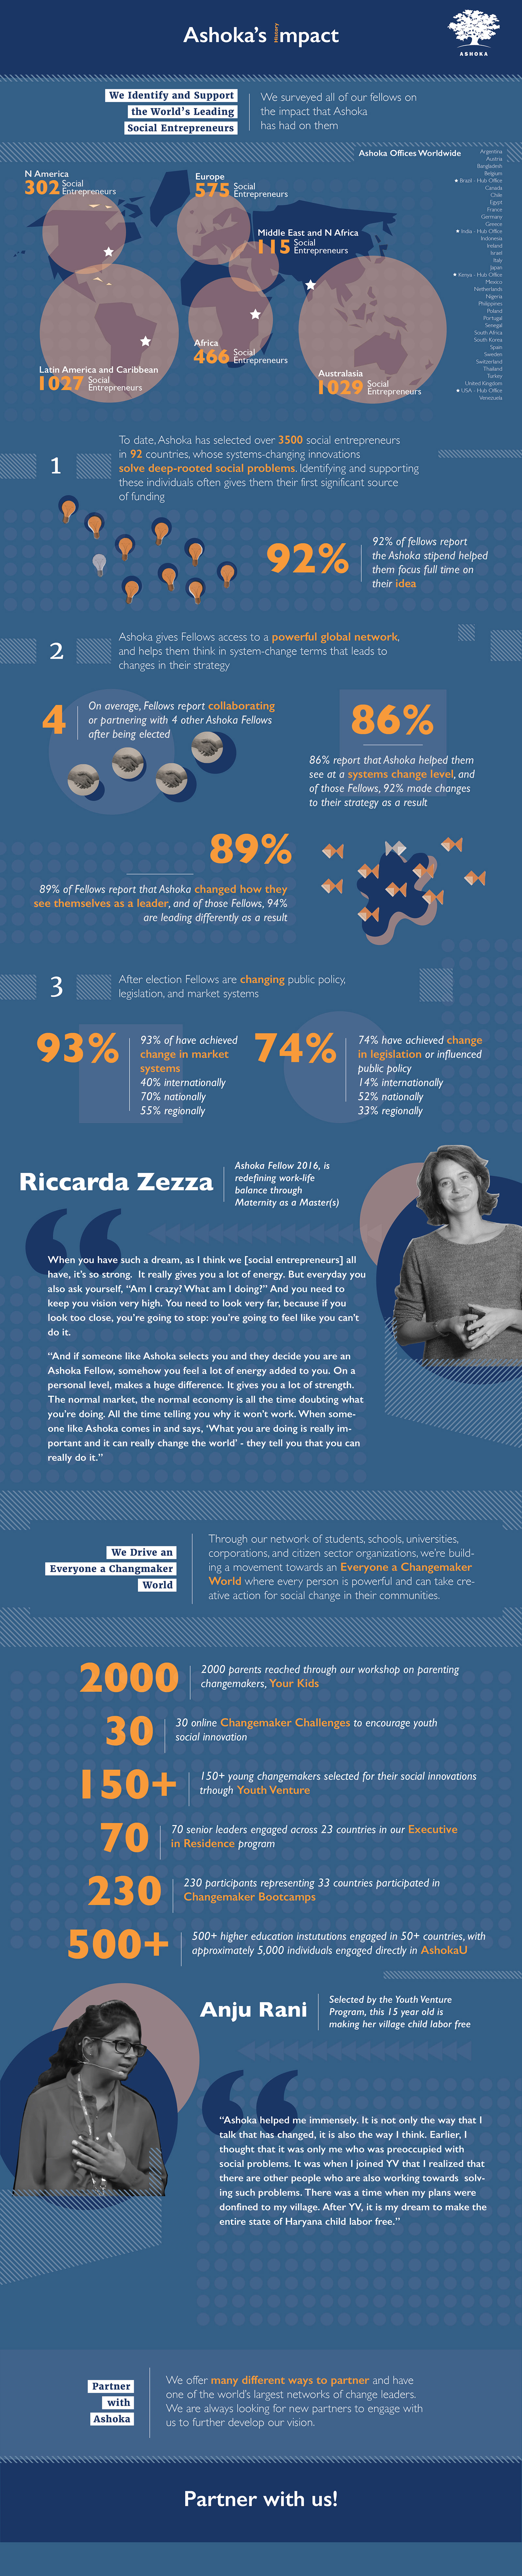 Ashoka's
History
impact
ASHOKA
We Identify and Support
the World's Leading
Social Entrepreneurs
We surveyed all of our fellows on
the impact that Ashoka
has had on them
Ashoka Offices Worldwide
Argentina
Austria
Bangladesh
Belgium
★ Brazil - Hub Office
Canada
Chile
Egypt
France
Germany
Greece
★ India - Hub Office
Indonesia
Ireland
Israel
Italy
Japan
★ Kenya - Hub Office
Mexico
Netherlands
Nigeria
Philippines
Poland
Portugal
Senegal
South Africa
South Korea
Spain
Sweden
Switzerland
Thailand
Turkey
United Kingdom
★ USA - Hub Office
Venezuela
N America
302 Social
Entrepreneurs
Europe
575 Social
Entrepreneurs
Middle East and N Africa
115 Social
Entrepreneurs
Africa
466 Social
Entrepreneurs
Latin America and Caribbean
1027 Social
Entrepreneurs
Australasia
1029 Social
Entrepreneurs
1
To date, Ashoka has selected over 3500 social entrepreneurs
in 92 countries, whose system-changing innovations
solve deep-rooted social problems. Identifying and supporting
these individuals often gives them their first significant source
of funding
92%
92% of fellows report
the Ashoka stipend helped
them focus full time on
their idea
2
Ashoka gives Fellows access to a powerful global network,
and helps them think in system-change terms that leads to
changes in their strategy
4
On average, Fellows report collaborating
or partnering with 4 other Ashoka Fellows
after being elected
86%
86% report that Ashoka helped them
see at a systems change level, and
of those Fellows, 92% made changes
to their strategy as a result
89%
89% of Fellows report that Ashoka changed how they
see themselves as a leader, and of those Fellows, 94%
are leading differently as a result
3
After election Fellows are changing public policy,
legislation, and market systems
93%
93% of have achieved
change in market
systems
40% internationally
70% nationally
55% regionally
74%
74% have achieved change
in legislation or influenced
public policy
14% internationally
52% nationally
33% regionally
Riccarda Zezza
Ashoka Fellow 2016, is
redefining work-life
balance through
Maternity as a Master(s)
“
When you have such a dream, as I think we [social entrepreneurs] all
have, it's so strong. It really gives you a lot of energy. But everyday you
also ask yourself, "Am I crazy? What am I doing?" And you need to
keep you vision very high. You need to look very far, because if you
look too close, you're going to stop: you're going to feel like you can't
do it.
"And if someone like Ashoka selects you and they decide you are an
Ashoka Fellow, somehow you feel a lot of energy added to you. On a
personal level, makes a huge difference. It gives you a lot of strength.
The normal market, the normal economy is all the time doubting what
you're doing. All the time telling you why it won't work. When some-
one like Ashoka comes in and says, 'What you are doing is really im-
portant and it can really change the world' - they tell you that you can
really do it."
We Drive an
Everyone a Changmaker
World
Through our network of students, schools, universities,
corporations, and citizen sector organizations, we're build-
ing a movement towards an Everyone a Changemaker
World where every person is powerful and can take cre-
ative action for social change in their communities.
2000
2000 parents reached through our workshop on parenting
changemakers, Your Kids
30
30 online Changemaker Challenges to encourage youth
social innovation
150+
150+ young changemakers selected for their social innovations
trhough Youth Venture
70
70 senior leaders engaged across 23 countries in our Executive
in Residence program
230
230 participants representing 33 countries participated in
Changemaker Bootcamps
500+
500+ higher education instutions engaged in 50+ countries, with
approximately 5,000 individuals engaged directly in AshokaU
Anju Rani
Selected by the Youth Venture
Program, this 15 year old is
making her village child labor free
“
"Ashoka helped me immensely. It is not only the way that I
talk that has changed, it is also the way I think. Earlier, I
thought that it was only me who was preoccupied with
social problems. It was when I joined YV that I realized that
there are other people who are also working towards solv-
ing such problems. There was a time when my plans were
donfined to my village. After YV, it is my dream to make the
entire state of Haryana child labor free."
Partner
with
Ashoka
We offer many different ways to partner and have
one of the world's largest networks of change leaders.
We are always looking for new partners to engage with
us to further develop our vision.
Partner with us!